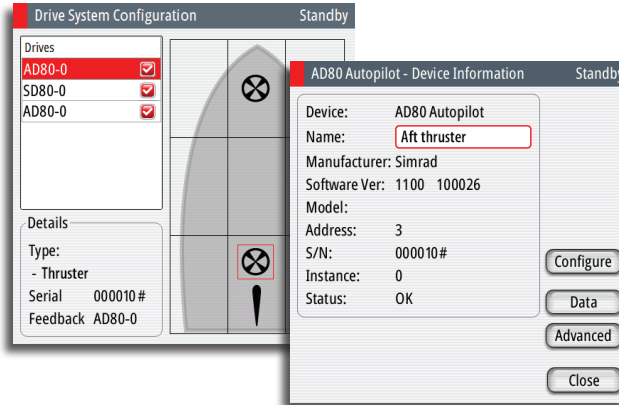 Drive System Configuration Standby
Drives
AD80-0
SD80-0
AD80-0
Details
Type:
- Thruster
Serial 000010#
Feedback AD80-0
AD80 Autopilot - Device Information Standby
Device: AD80 Autopilot
Name: Aft thruster
Manufacturer: Simrad
Software Ver: 1100 100026
Model:
Address: 3
S/N: 000010#
Instance: 0
Status: OK
Configure
Data
Advanced
Close